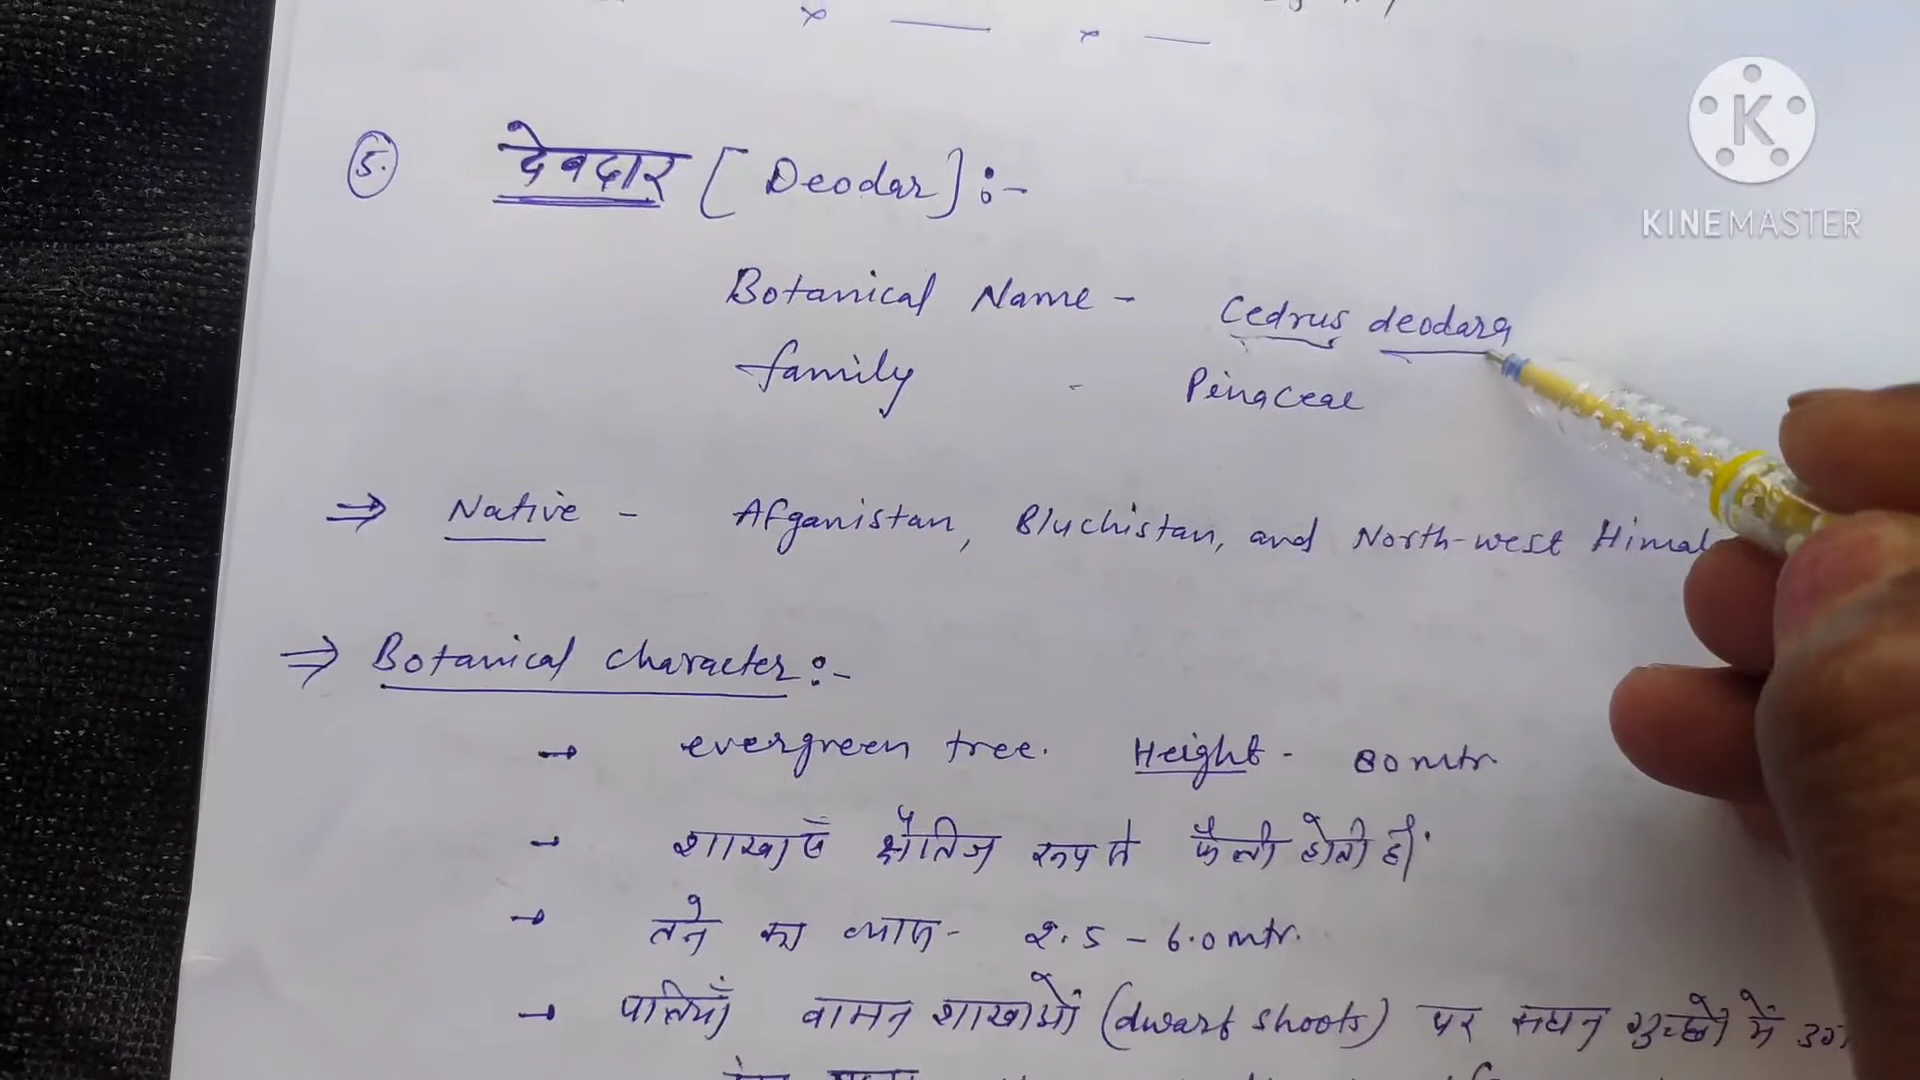 5. देवदार [Deodar] :-
KINEMASTER
Botanical Name - Cedrus deodara
family - Pinaceae
⇒ Native - Afganistan, Bluchistan, and North-west Himal
⇒ Botanical character :-
→ evergreen tree. Height - 80 mtr.
→ शाखाएँ क्षैतिज रूप से फैली होती हैं.
→ तने का व्यास - 2.5 - 6.0 mtr.
→ पत्तियाँ वामन शाखाओं (dwarf shoots) पर सघन गुच्छों में